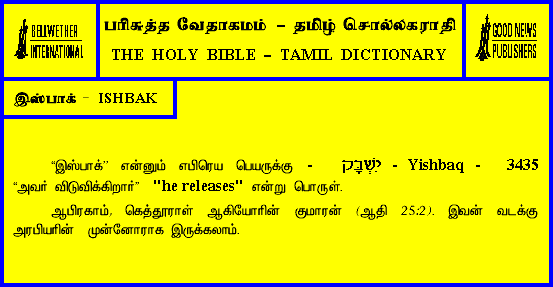 BELLWETHER
INTERNATIONAL
பரிசுத்த வேதாகமம் – தமிழ் சொல்லகராதி
THE HOLY BIBLE – TAMIL DICTIONARY
GOOD NEWS
PUBLISHERS
இஸ்பாக் – ISHBAK
“இஸ்பாக்” என்னும் எபிரெய பெயருக்கு - יִשְׁבָּק - Yishbaq - 3435
“அவர் விடுவிக்கிறார்” "he releases" என்று பொருள்.
ஆபிரகாம், கெத்தூராள் ஆகியோரின் குமாரன் (ஆதி 25:2). இவன் வடக்கு
அரபியரின் முன்னோராக இருக்கலாம்.